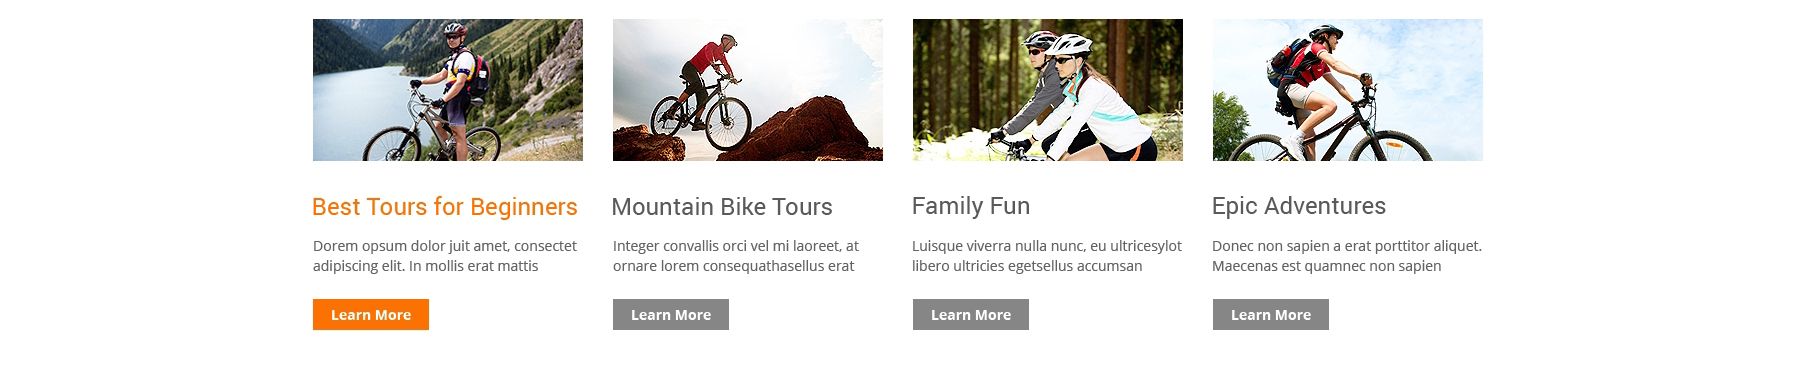 Best Tours for Beginners
Dorem opsum dolor juit amet, consectet
adipiscing elit. In mollis erat mattis
Learn More
Mountain Bike Tours
Integer convallis orci vel mi laoreet, at
ornare lorem consequathasellus erat
Learn More
Family Fun
Luisque viverra nulla nunc, eu ultricesylot
libero ultricies egetsellus accumsan
Learn More
Epic Adventures
Donec non sapien a erat porttitor aliquet.
Maecenas est quamnec non sapien
Learn More